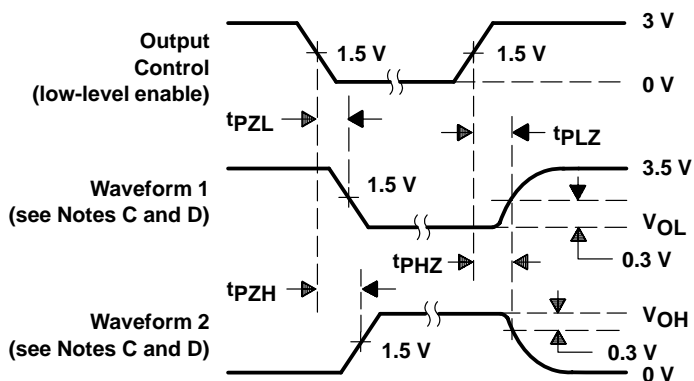 Output
Control
(low-level enable)
1.5 V
1.5 V
3 V
0 V
tPZL
tPLZ
Waveform 1
(see Notes C and D)
1.5 V
3.5 V
VOL
0.3 V
tPHZ
tPZH
Waveform 2
(see Notes C and D)
1.5 V
VOH
0.3 V
0 V